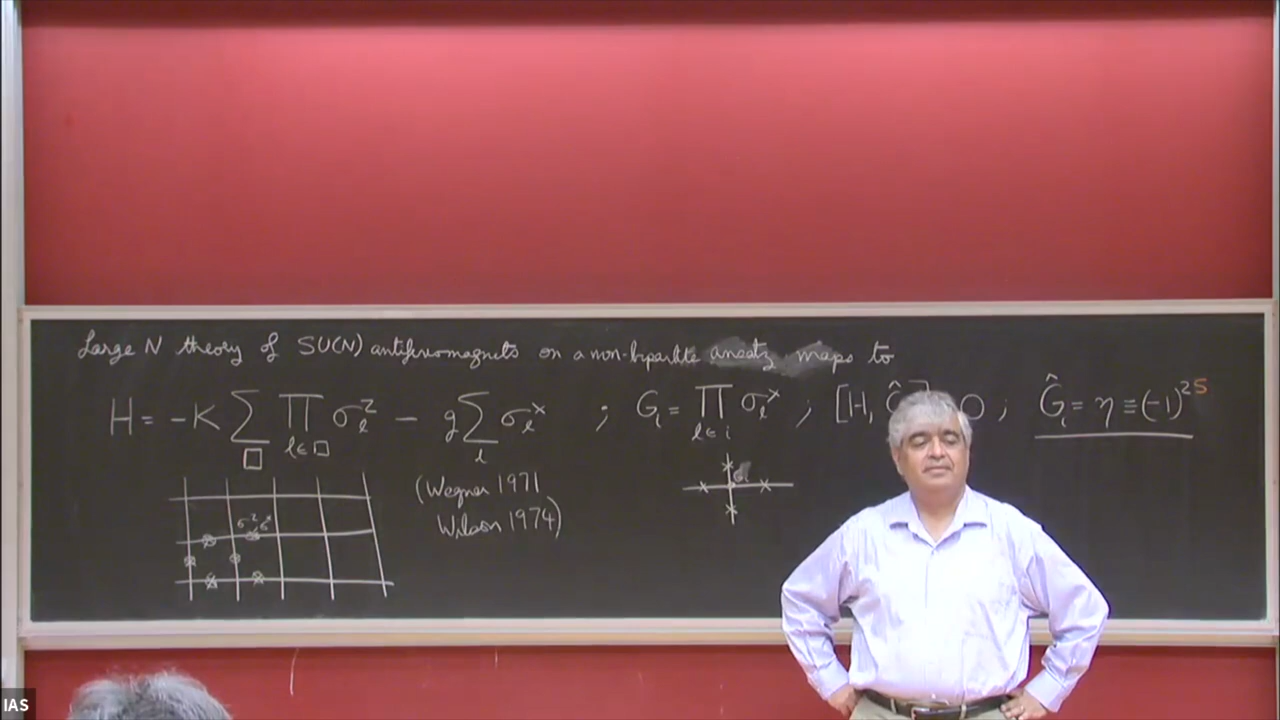 Large N theory of SU(N) antiferromagnets on a non-bipartite ansatz maps to
H = -K ∑_□ ∏_{ℓ∈□} σ_ℓ^z - g ∑_ℓ σ_ℓ^x ; G_i = ∏_{ℓ∈i} σ_ℓ^x ; [H, Ĝ_i] = 0 ; Ĝ_i = η ≡ (-1)^{2S}
(Wegner 1971
Wilson 1974)
IAS